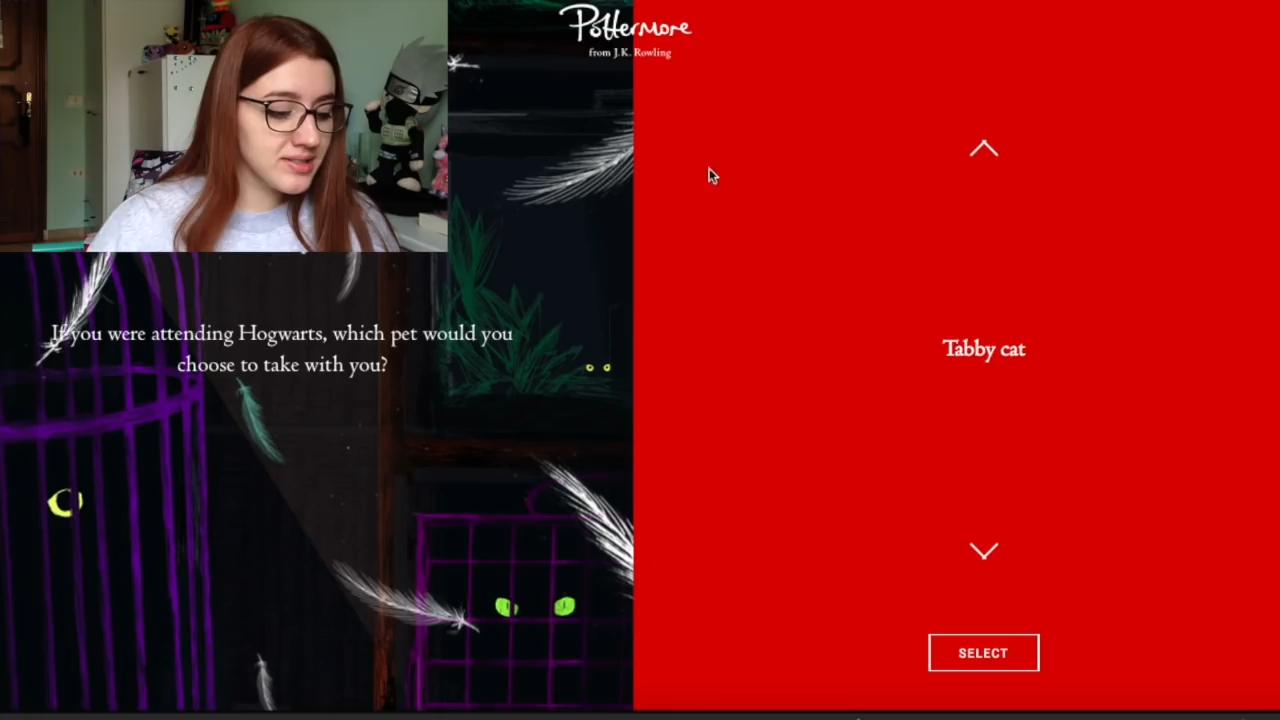 Pottermore
from J.K. Rowling
If you were attending Hogwarts, which pet would you
choose to take with you?
Tabby cat
SELECT